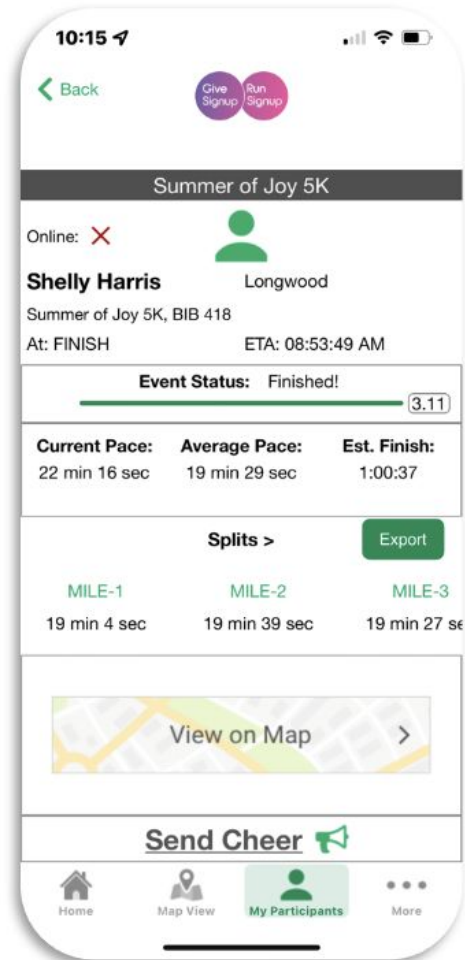 10:15
Back
Give Signup Run Signup
Summer of Joy 5K
Online:
Shelly Harris Longwood
Summer of Joy 5K, BIB 418
At: FINISH ETA: 08:53:49 AM
Event Status: Finished!
3.11
Current Pace: Average Pace: Est. Finish:
22 min 16 sec 19 min 29 sec 1:00:37
Splits > Export
MILE-1 MILE-2 MILE-3
19 min 4 sec 19 min 39 sec 19 min 27 se
View on Map >
Send Cheer
Home Map View My Participants More